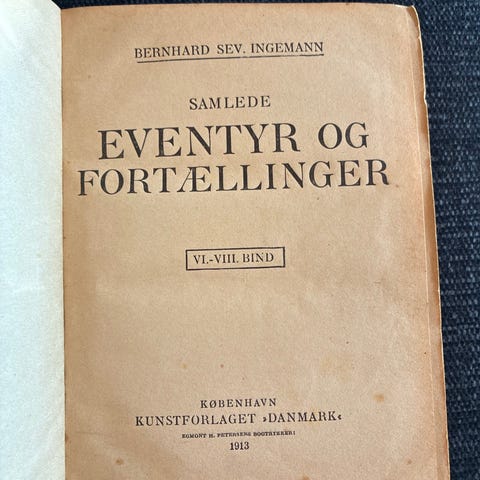 BERNHARD SEV. INGEMANN
SAMLEDE
EVENTYR OG
FORTÆLLINGER
VI.-VIII. BIND
KØBENHAVN
KUNSTFORLAGET »DANMARK«
EGMONT H. PETERSENS BOGTRYKKERI
1913